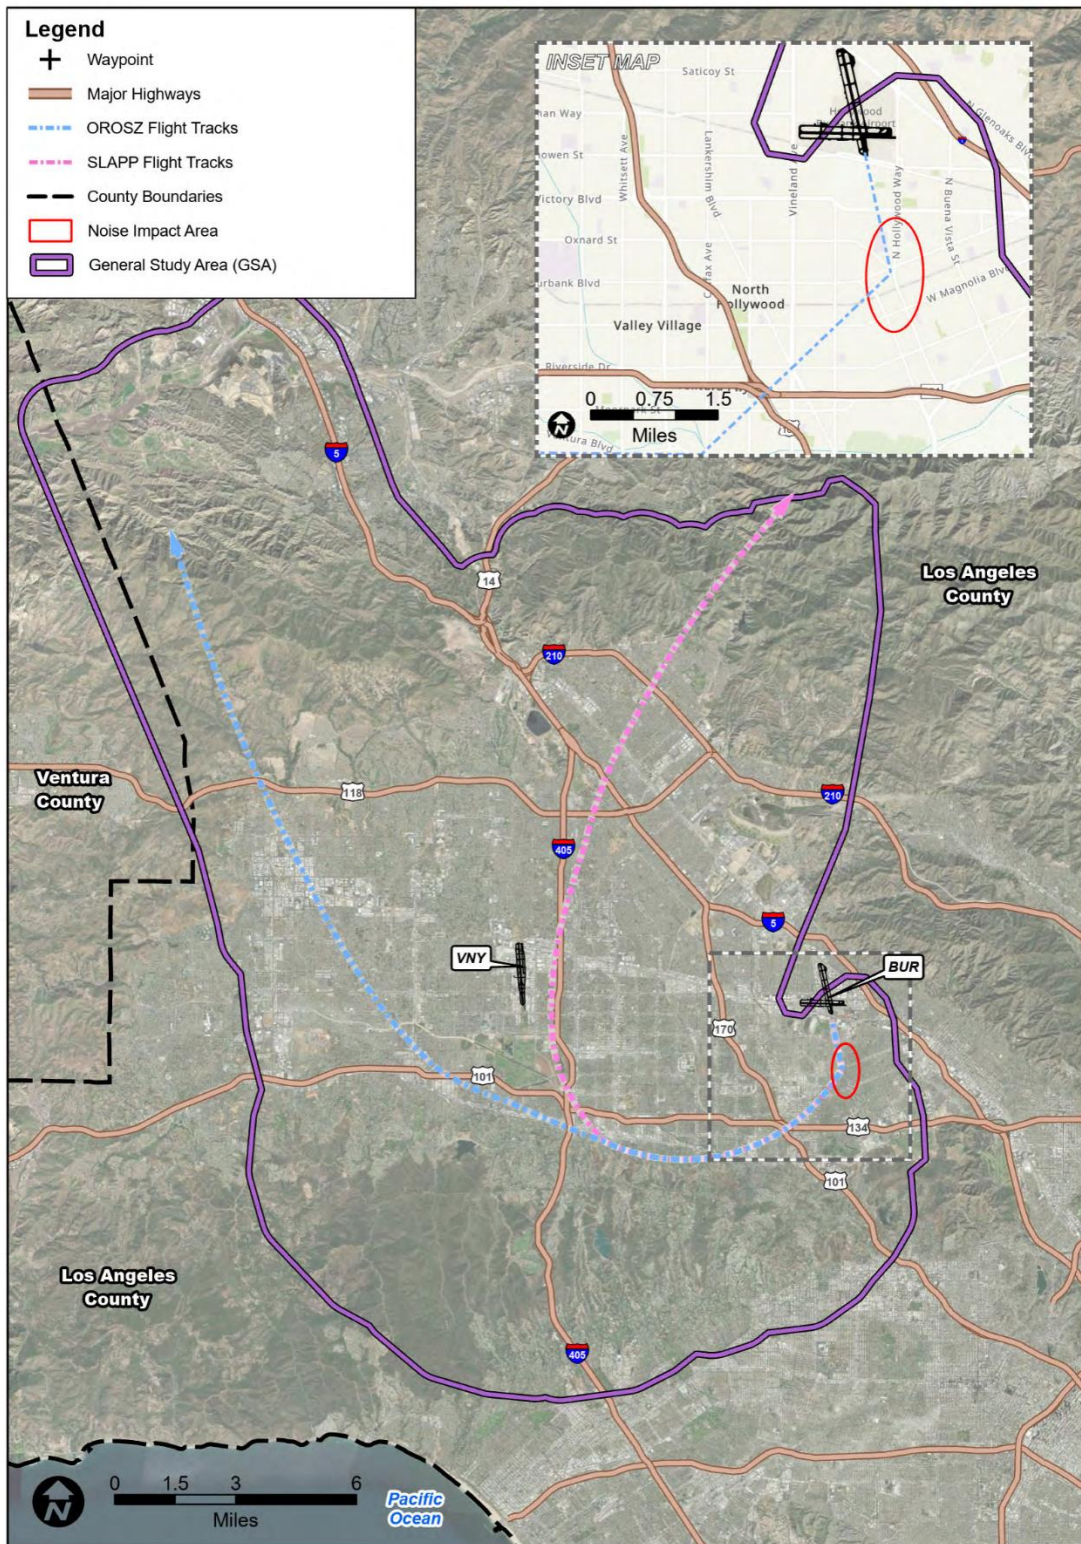 Legend
Waypoint
Major Highways
OROSZ Flight Tracks
SLAPP Flight Tracks
County Boundaries
Noise Impact Area
General Study Area (GSA)
INSET MAP
Saticoy St
Whitsett Ave
Lankershim Blvd
Vineland Ave
N Glenoaks Blvd
5
Victory Blvd
N Hollywood Way
N Buena Vista St
Oxnard St
W Magnolia Blvd
North
Hollywood
Valley Village
Riverside Dr
0 0.75 1.5
Miles
N
5
14
Los Angeles
County
210
Ventura
County
118
210
405
5
VNY
BUR
170
101
134
101
Los Angeles
County
405
N
0 1.5 3 6
Miles
Pacific
Ocean